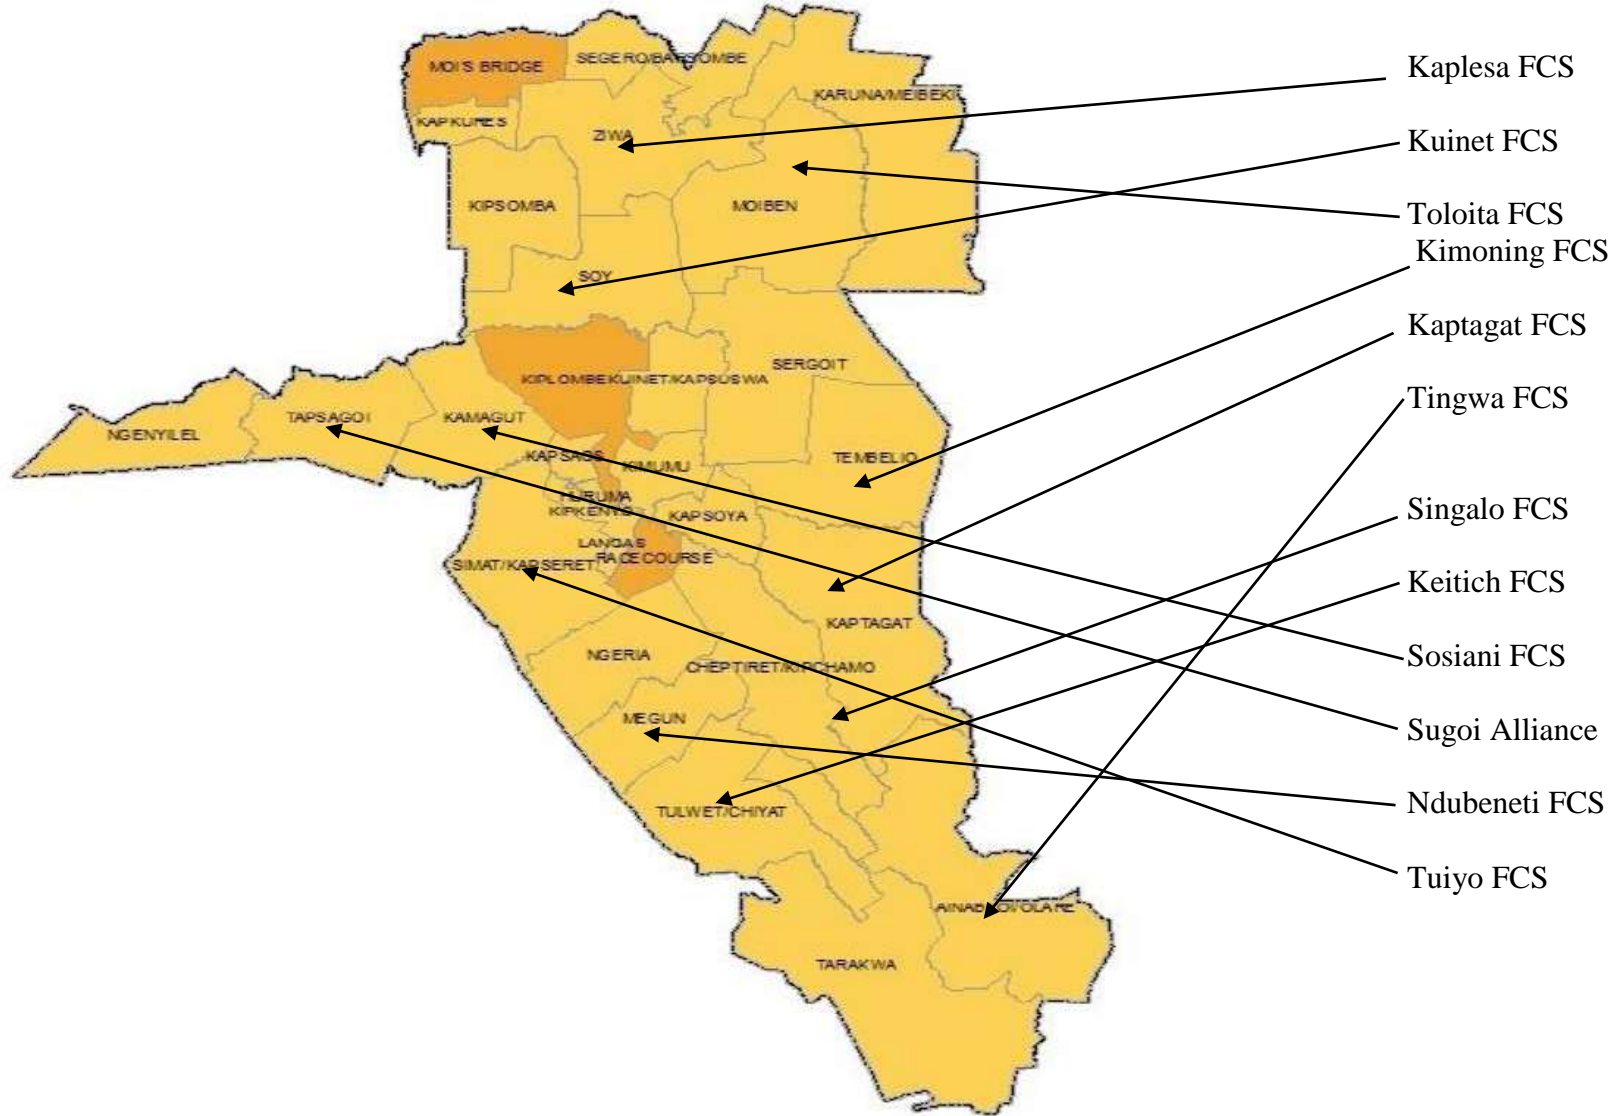 MOI'S BRIDGE
SEGERO/BARSOMBE
KARUNA/MEIBEKI
KAPKURES
ZIWA
KIPSOMBA
MOIBEN
SOY
SERGOIT
KIPLOMBE
KUINET/KAPSUSWA
NGENYILEL
TAPSAGOI
KAMAGUT
KAPSAOS
KIMUMU
TEMBELIO
HURUMA
KIPKENYO
KAPSOYA
LANGAS
RACECOURSE
SIMAT/KAPSERET
KAPTAGAT
NGERIA
CHEPTIRET/KIPCHAMO
MEGUN
TULWET/CHIYAT
AINABKOI/OLARE
TARAKWA
Kaplesa FCS
Kuinet FCS
Toloita FCS
Kimoning FCS
Kaptagat FCS
Tingwa FCS
Singalo FCS
Keitich FCS
Sosiani FCS
Sugoi Alliance
Ndubeneti FCS
Tuiyo FCS